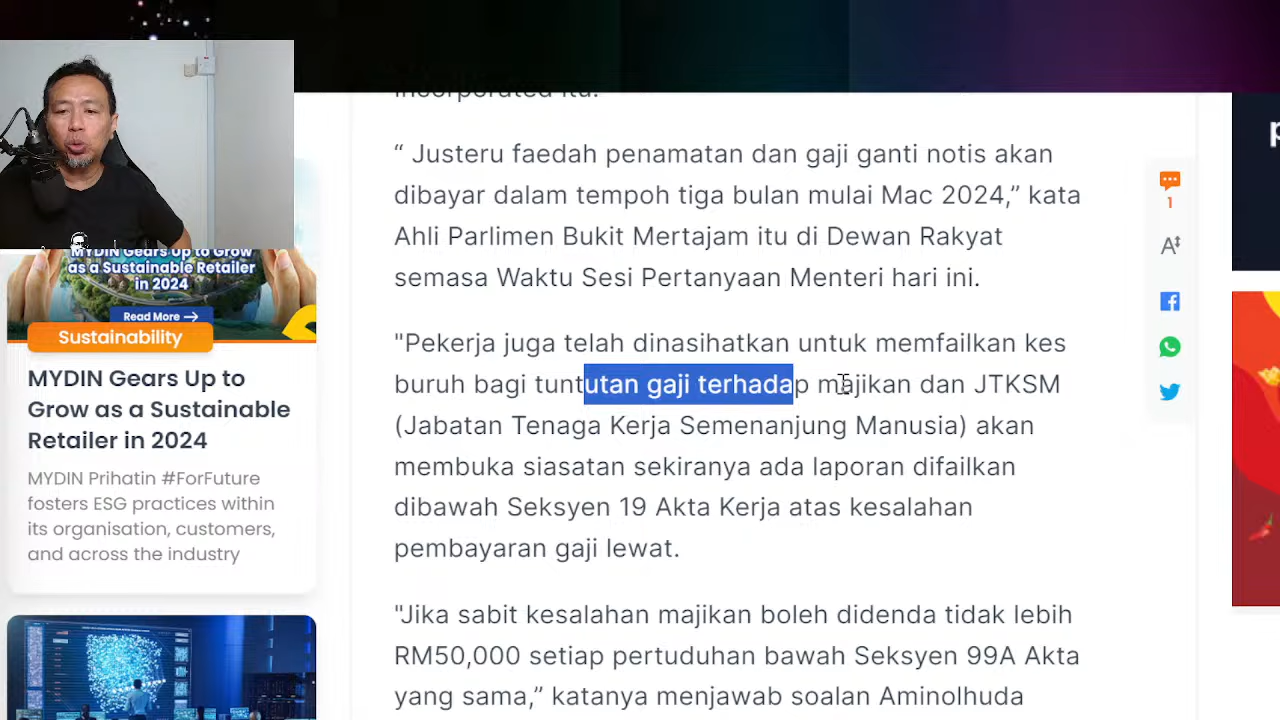 incorporated itu.
“ Justeru faedah penamatan dan gaji ganti notis akan
dibayar dalam tempoh tiga bulan mulai Mac 2024,” kata
Ahli Parlimen Bukit Mertajam itu di Dewan Rakyat
semasa Waktu Sesi Pertanyaan Menteri hari ini.
"Pekerja juga telah dinasihatkan untuk memfailkan kes
buruh bagi tuntutan gaji terhadap majikan dan JTKSM
(Jabatan Tenaga Kerja Semenanjung Manusia) akan
membuka siasatan sekiranya ada laporan difailkan
dibawah Seksyen 19 Akta Kerja atas kesalahan
pembayaran gaji lewat.
"Jika sabit kesalahan majikan boleh didenda tidak lebih
RM50,000 setiap pertuduhan bawah Seksyen 99A Akta
yang sama,” katanya menjawab soalan Aminolhuda
MYDIN Gears Up to Grow
as a Sustainable Retailer
in 2024
Read More →
Sustainability
MYDIN Gears Up to
Grow as a Sustainable
Retailer in 2024
MYDIN Prihatin #ForFuture
fosters ESG practices within
its organisation, customers,
and across the industry
1
A
p